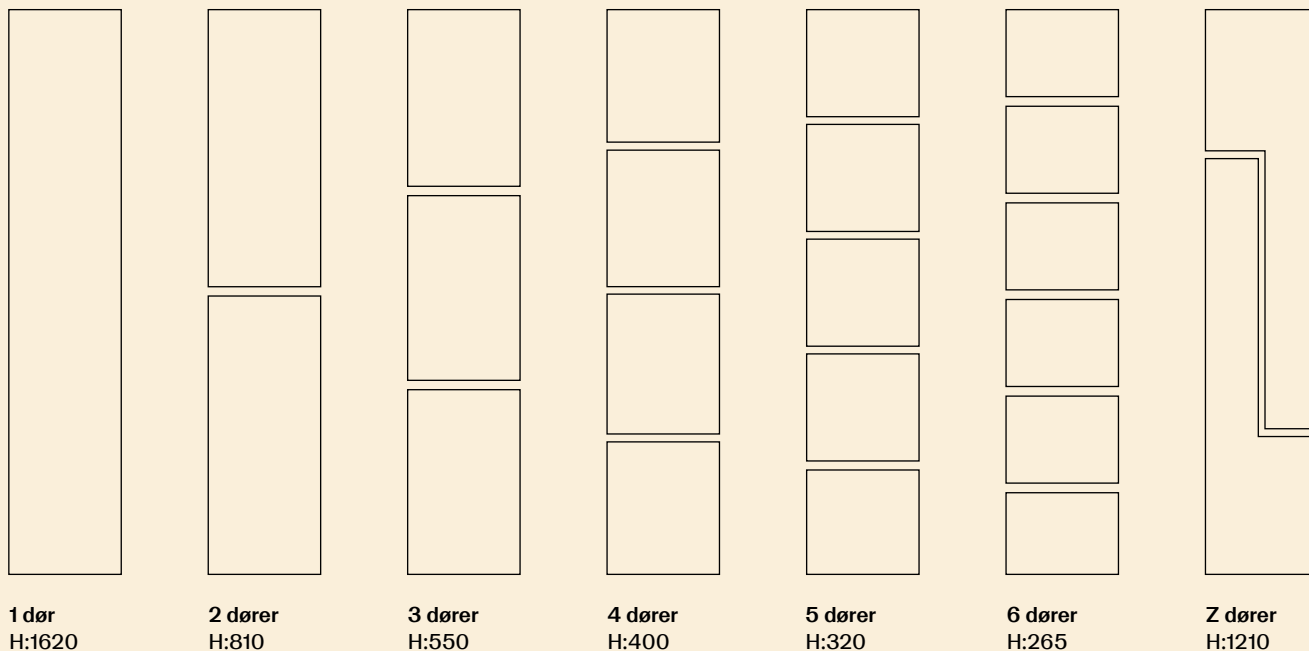 1 dør
H:1620
2 dører
H:810
3 dører
H:550
4 dører
H:400
5 dører
H:320
6 dører
H:265
Z dører
H:1210